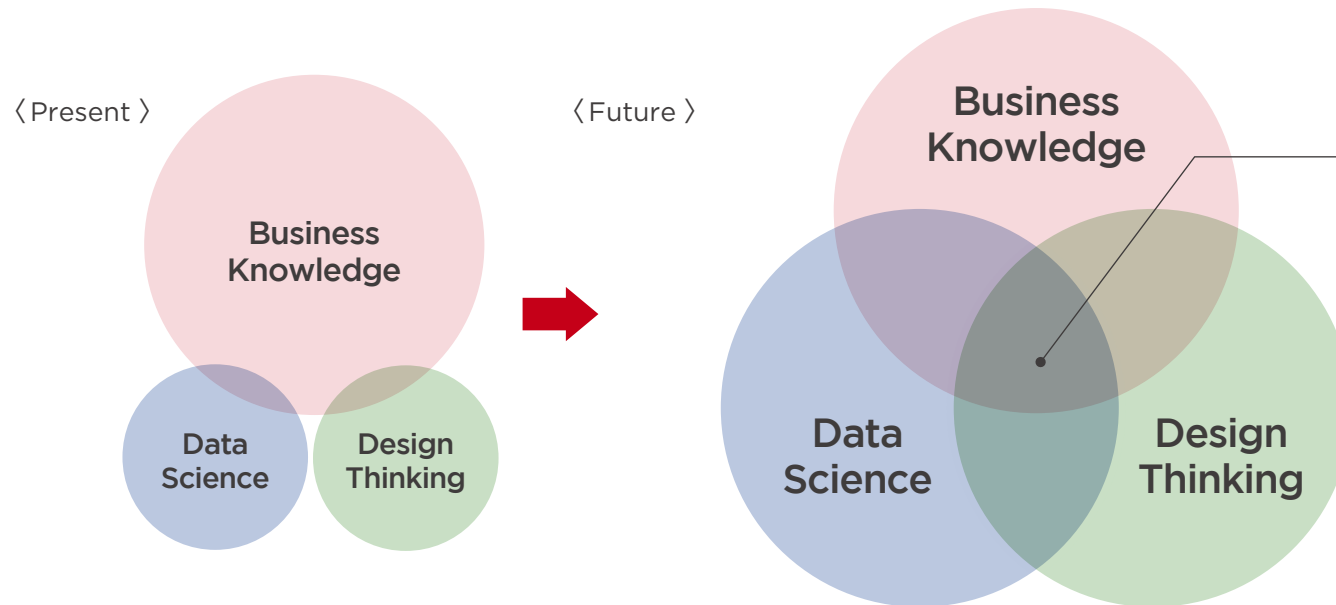 〈Present 〉
Business
Knowledge
Data
Science
Design
Thinking
〈Future 〉
Business
Knowledge
Data
Science
Design
Thinking